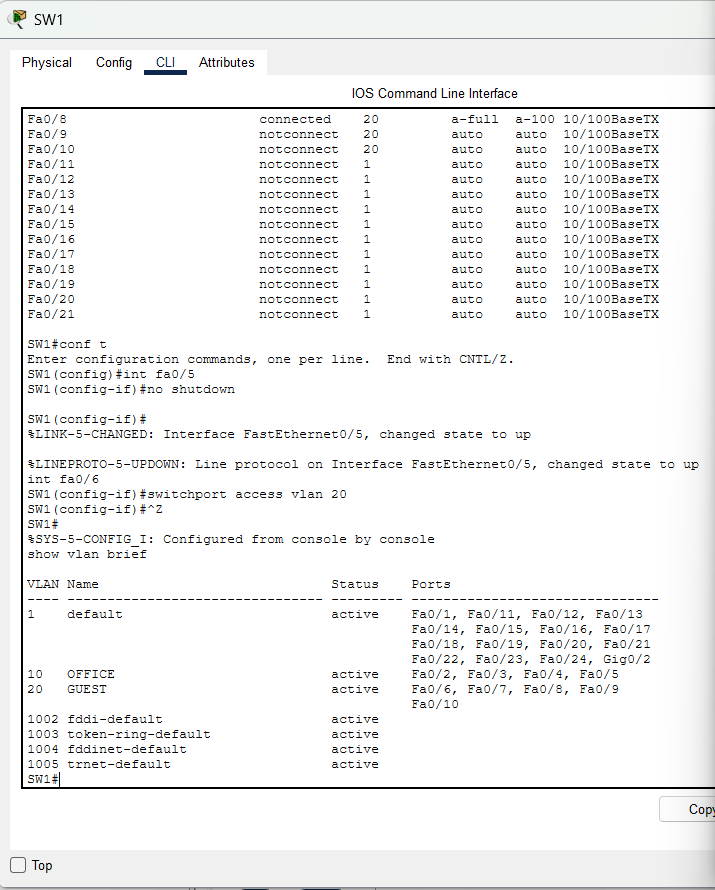 SW1
Physical Config CLI Attributes
IOS Command Line Interface
Fa0/8 connected 20 a-full a-100 10/100BaseTX
Fa0/9 notconnect 20 auto auto 10/100BaseTX
Fa0/10 notconnect 20 auto auto 10/100BaseTX
Fa0/11 notconnect 1 auto auto 10/100BaseTX
Fa0/12 notconnect 1 auto auto 10/100BaseTX
Fa0/13 notconnect 1 auto auto 10/100BaseTX
Fa0/14 notconnect 1 auto auto 10/100BaseTX
Fa0/15 notconnect 1 auto auto 10/100BaseTX
Fa0/16 notconnect 1 auto auto 10/100BaseTX
Fa0/17 notconnect 1 auto auto 10/100BaseTX
Fa0/18 notconnect 1 auto auto 10/100BaseTX
Fa0/19 notconnect 1 auto auto 10/100BaseTX
Fa0/20 notconnect 1 auto auto 10/100BaseTX
Fa0/21 notconnect 1 auto auto 10/100BaseTX
SW1#conf t
Enter configuration commands, one per line. End with CNTL/Z.
SW1(config)#int fa0/5
SW1(config-if)#no shutdown
SW1(config-if)#
%LINK-5-CHANGED: Interface FastEthernet0/5, changed state to up
%LINEPROTO-5-UPDOWN: Line protocol on Interface FastEthernet0/5, changed state to up
int fa0/6
SW1(config-if)#switchport access vlan 20
SW1(config-if)#^Z
SW1#
%SYS-5-CONFIG_I: Configured from console by console
show vlan brief
VLAN Name Status Ports
---- -------------------------------- --------- -------------------------------
1 default active Fa0/1, Fa0/11, Fa0/12, Fa0/13
Fa0/14, Fa0/15, Fa0/16, Fa0/17
Fa0/18, Fa0/19, Fa0/20, Fa0/21
Fa0/22, Fa0/23, Fa0/24, Gig0/2
10 OFFICE active Fa0/2, Fa0/3, Fa0/4, Fa0/5
20 GUEST active Fa0/6, Fa0/7, Fa0/8, Fa0/9
Fa0/10
1002 fddi-default active
1003 token-ring-default active
1004 fddinet-default active
1005 trnet-default active
SW1#
Copy
Top